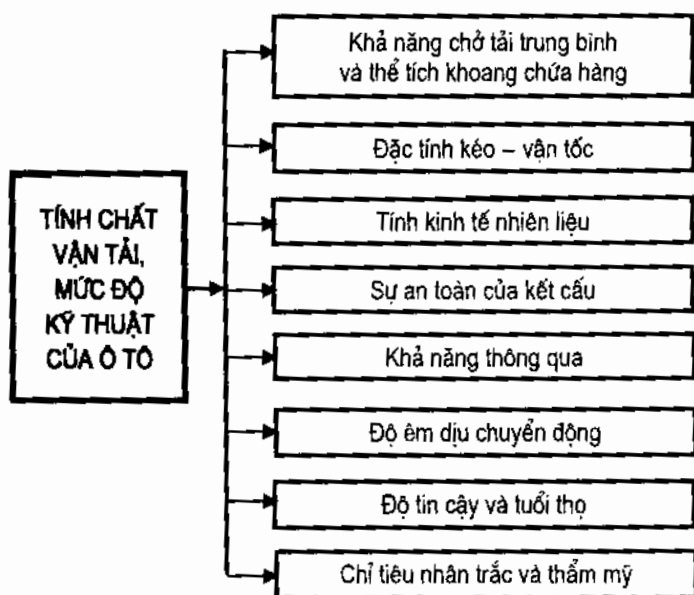 TÍNH CHẤT
VẬN TẢI,
MỨC ĐỘ
KỸ THUẬT
CỦA Ô TÔ
Khả năng chở tải trung bình
và thể tích khoang chứa hàng
Đặc tính kéo – vận tốc
Tính kinh tế nhiên liệu
Sự an toàn của kết cấu
Khả năng thông qua
Độ êm dịu chuyển động
Độ tin cậy và tuổi thọ
Chỉ tiêu nhân trắc và thẩm mỹ